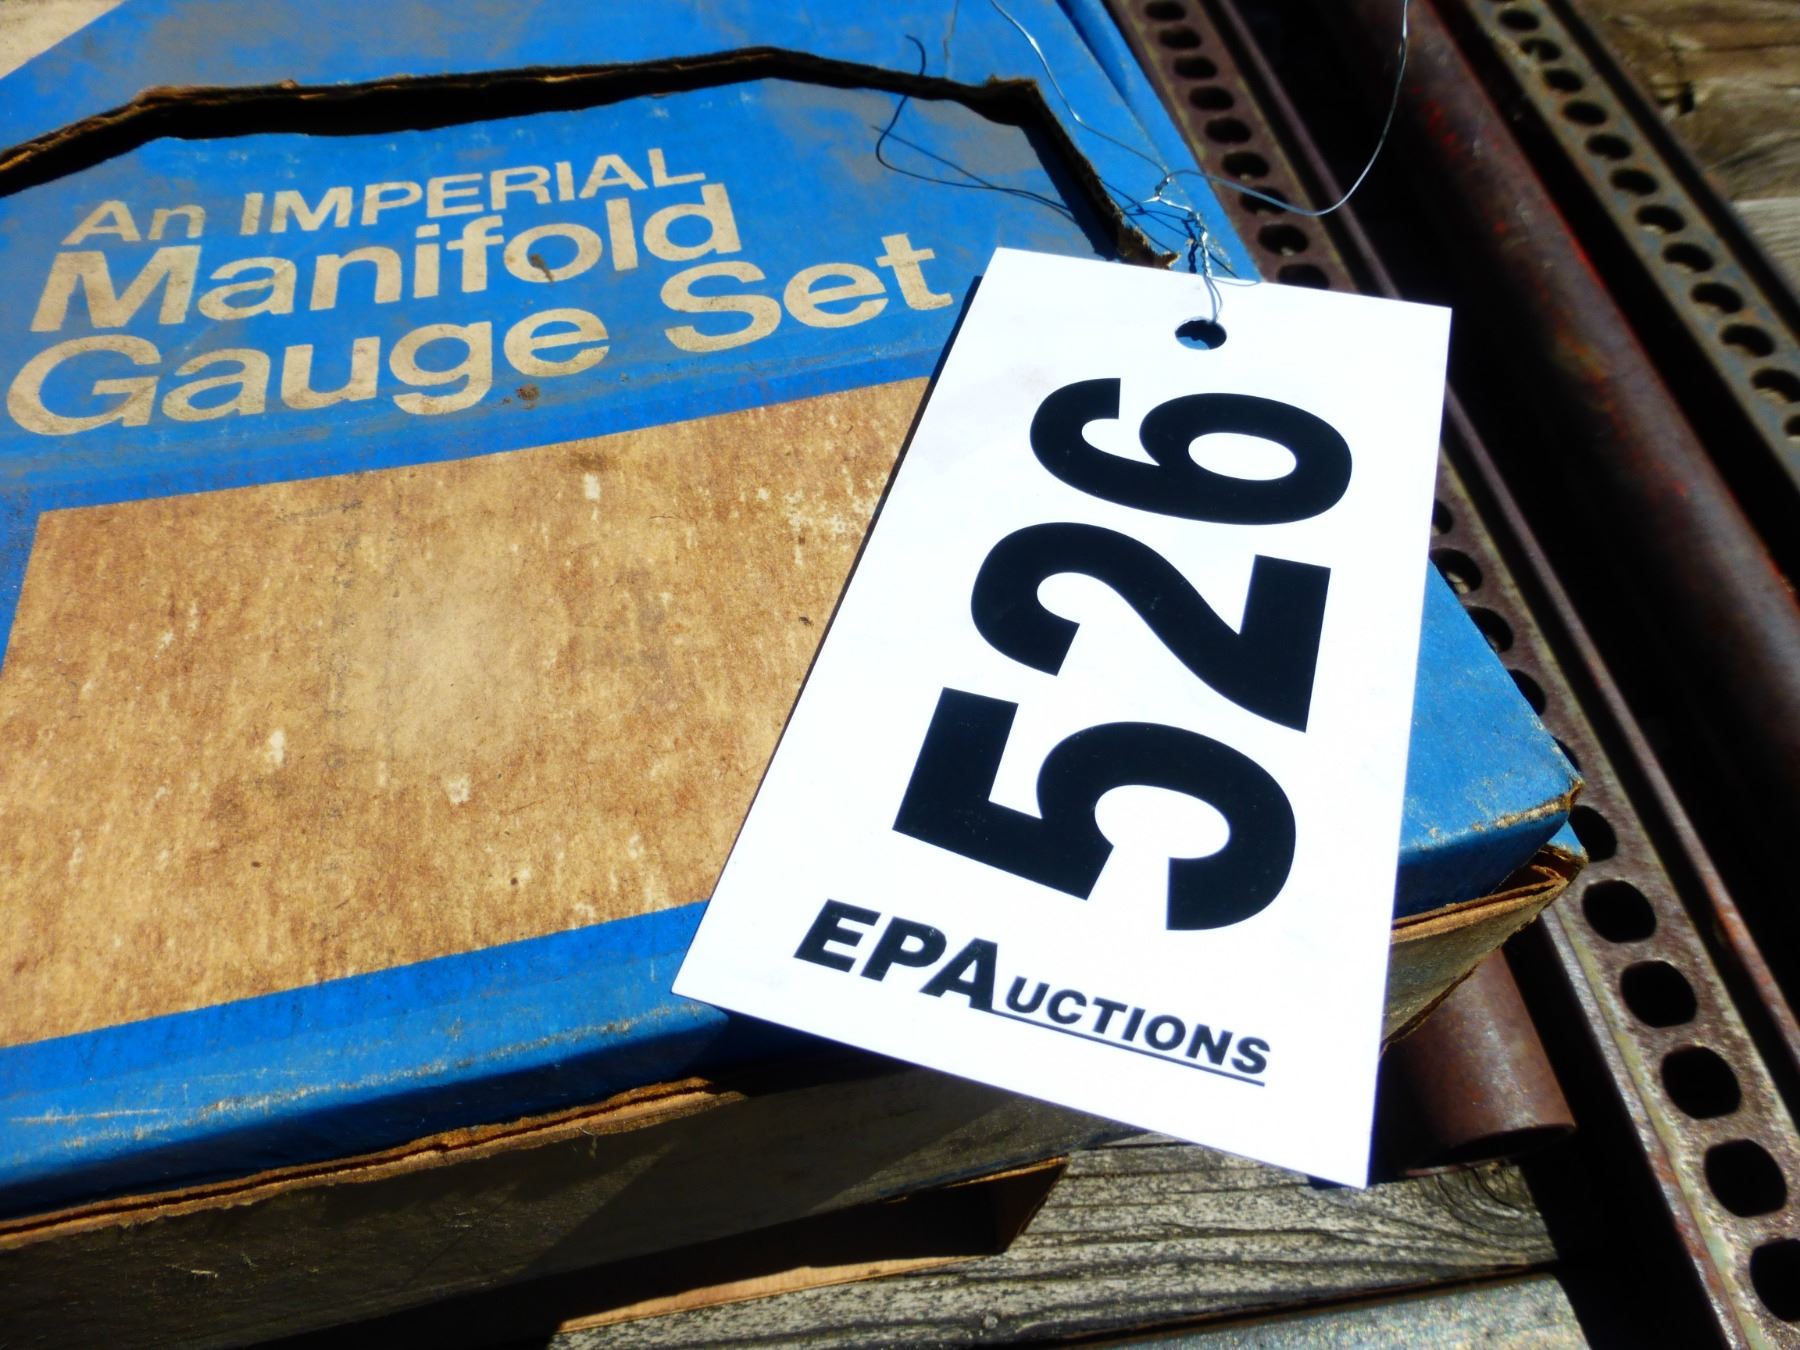 An IMPERIAL
Manifold
Gauge Set
526
EPAUCTIONS